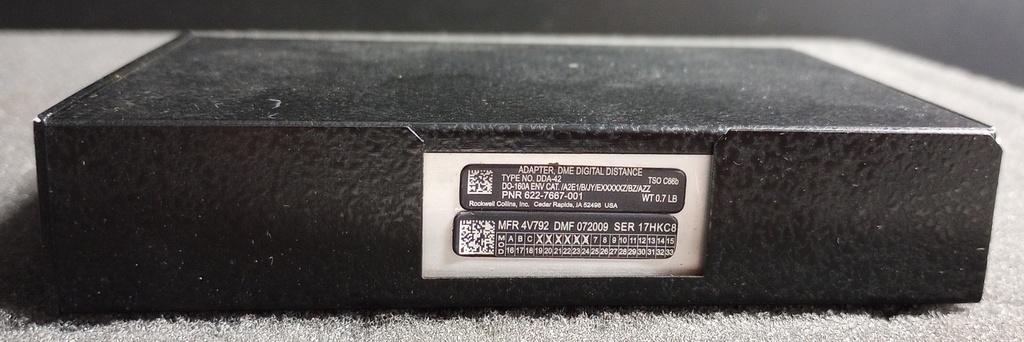 ADAPTER, DME DIGITAL DISTANCE
TYPE NO. DDA-42 TSO C66b
DO-160A ENV CAT. /A2E1/B/JY/EXXXXXZ/BZ/AZZ
PNR 622-7667-001 WT 0.7 LB
Rockwell Collins, Inc. Cedar Rapids, IA 52498 USA
MFR 4V792 DMF 072009 SER 17HKC8
MOD A B C X X X X X X 7 8 9 10 11 12 13 14 15
16 17 18 19 20 21 22 23 24 25 26 27 28 29 30 31 32 33